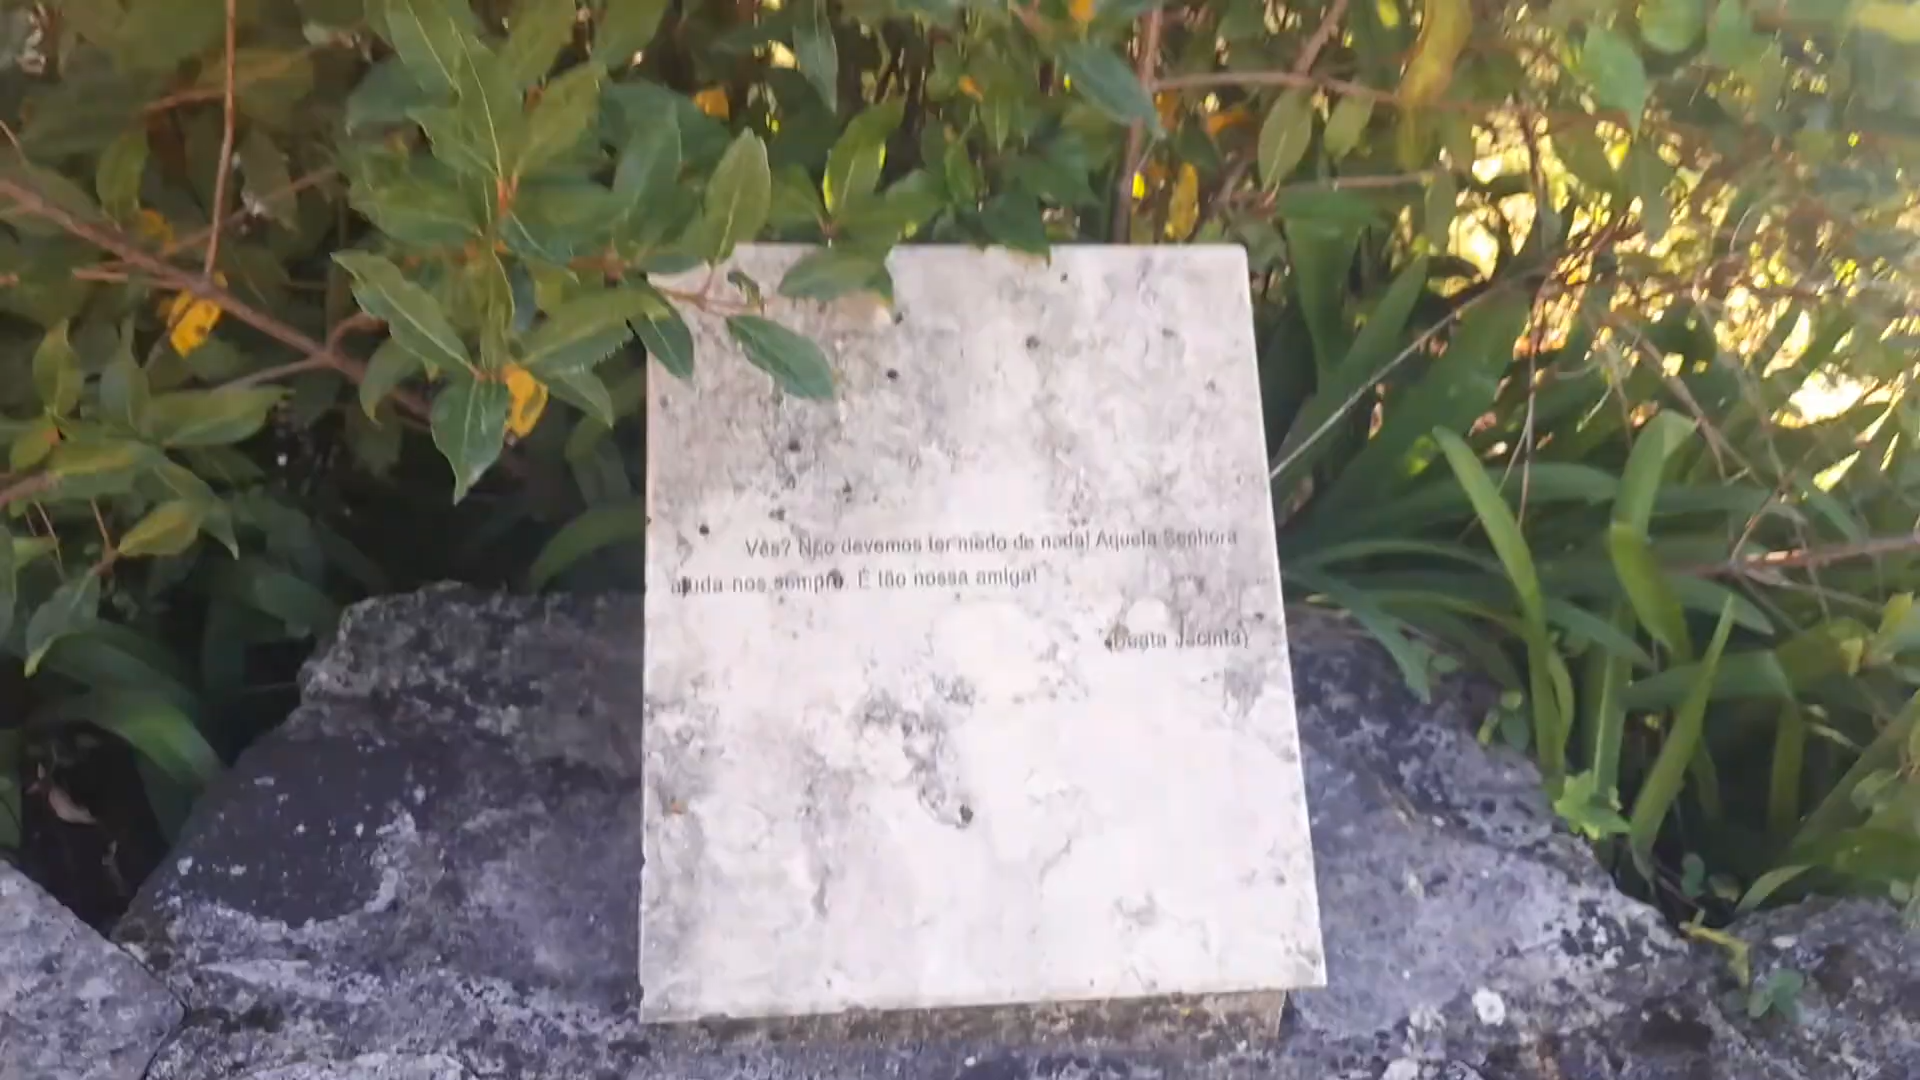 Vês? Não devemos ter medo de nada! Aquela Senhora
ajuda-nos sempre. É tão nossa amiga!
(Beata Jacinta)